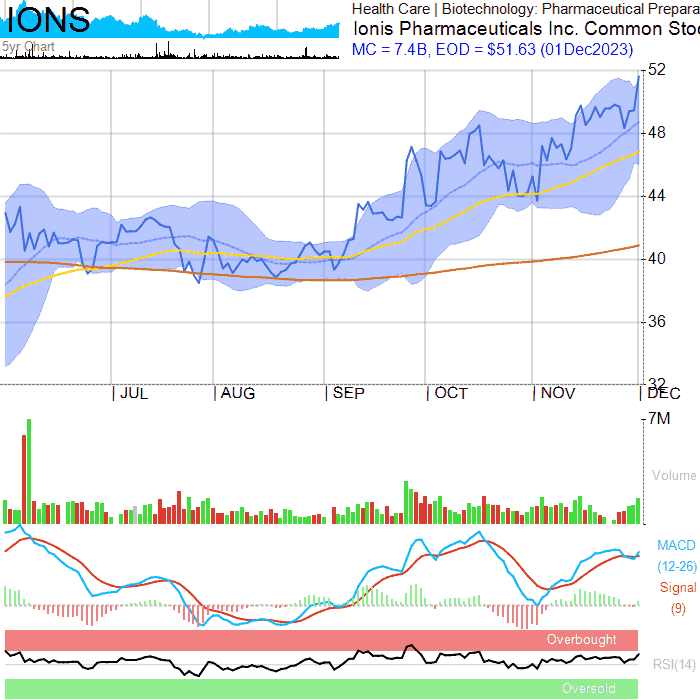 IONS
5yr Chart
Health Care | Biotechnology: Pharmaceutical Prepara
Ionis Pharmaceuticals Inc. Common Stoc
MC = 7.4B, EOD = $51.63 (01Dec2023)
52
48
44
40
36
32
JUL
AUG
SEP
OCT
NOV
DEC
7M
Volume
MACD
(12-26)
Signal
(9)
Overbought
RSI(14)
Oversold